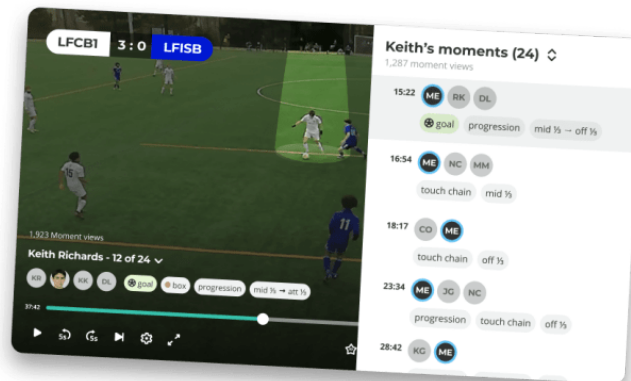 LFCB1 3 : 0 LFISB
15
11
1,923 Moment views
Keith Richards - 12 of 24
KR KK DL goal box progression mid ⅓ → att ⅓
37:42
5s 5s
Keith's moments (24)
1,287 moment views
15:22 ME RK DL
goal progression mid ⅓ → off ⅓
16:54 ME NC MM
touch chain mid ⅓
18:17 CO ME
touch chain off ⅓
23:34 ME JG NC
progression touch chain off ⅓
28:42 KG ME